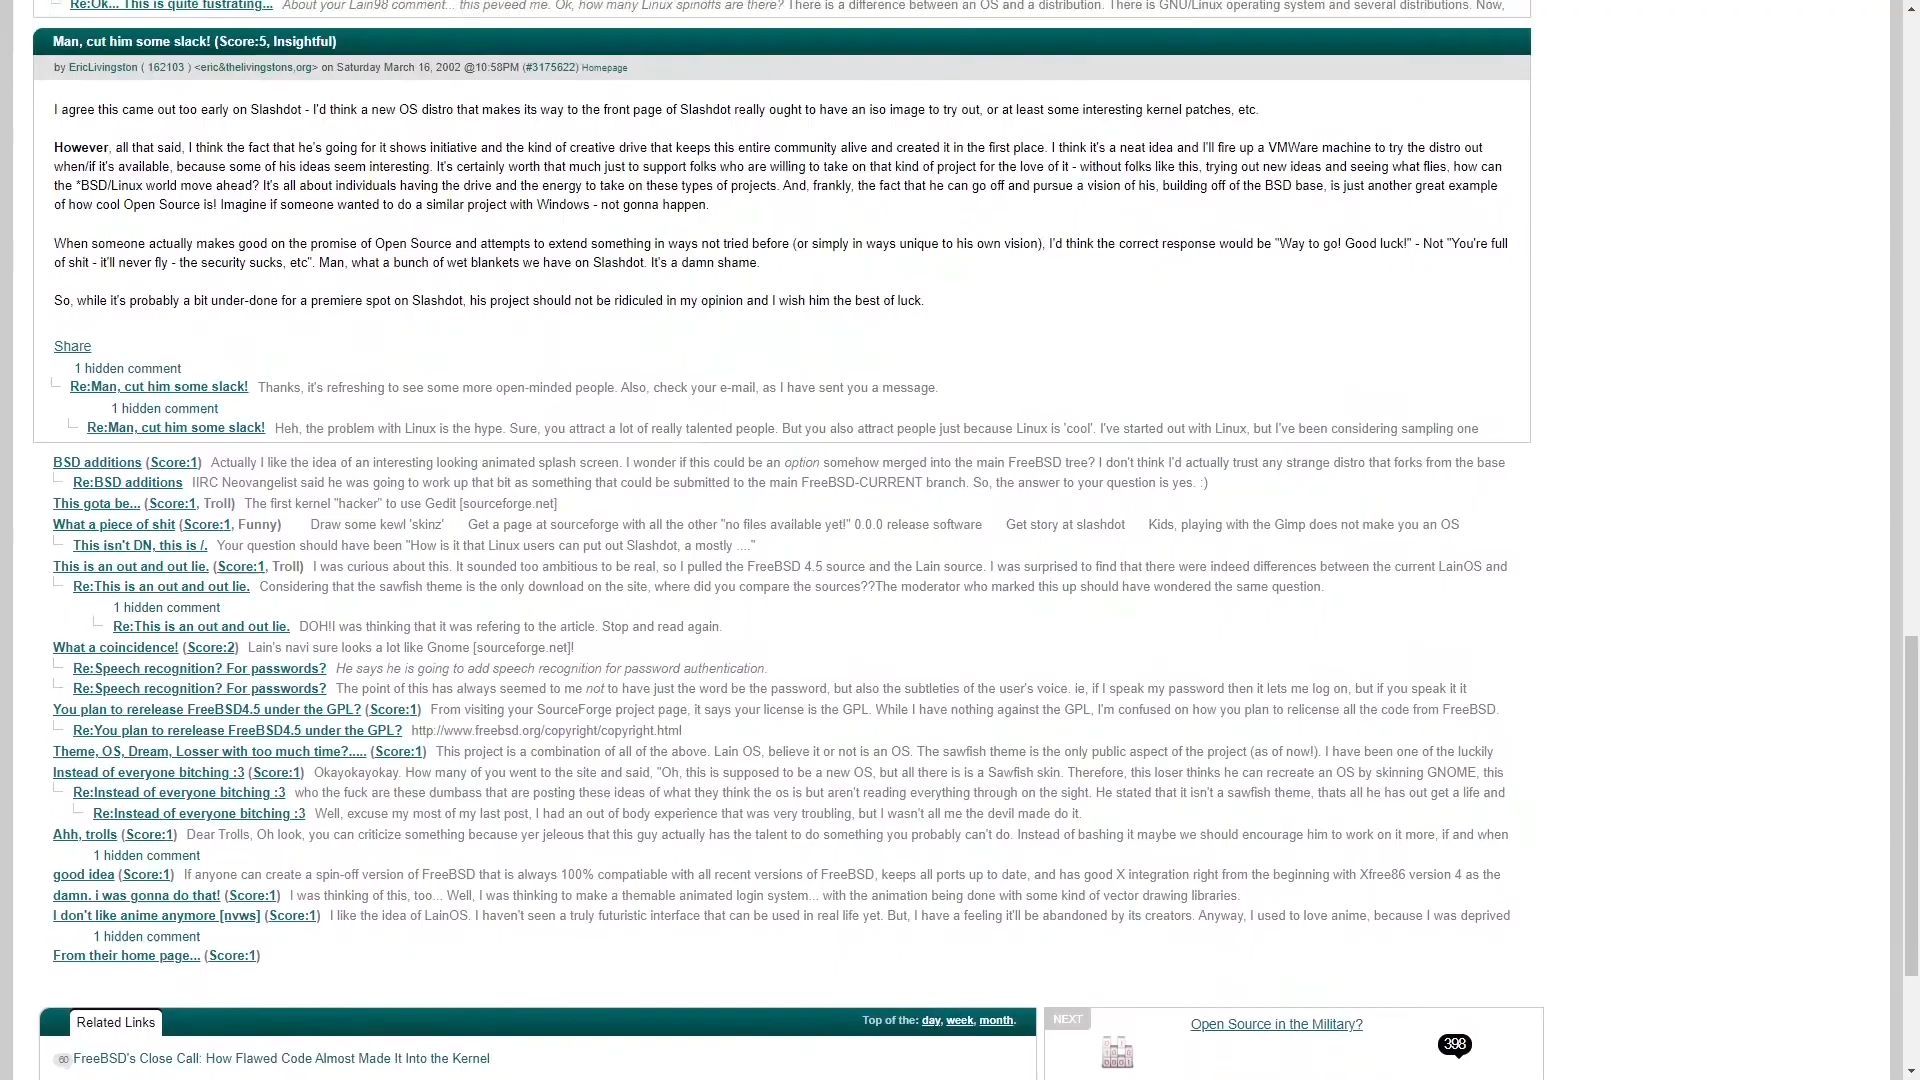 Re:Ok... This is quite fustrating... About your Lain98 comment... this peveed me. Ok, how many Linux spinoffs are there? There is a difference between an OS and a distribution. There is GNU/Linux operating system and several distributions. Now,
Man, cut him some slack! (Score:5, Insightful)
by EricLivingston ( 162103 ) <eric&thelivingstons,org> on Saturday March 16, 2002 @10:58PM (#3175622) Homepage
I agree this came out too early on Slashdot - I'd think a new OS distro that makes its way to the front page of Slashdot really ought to have an iso image to try out, or at least some interesting kernel patches, etc.
However, all that said, I think the fact that he's going for it shows initiative and the kind of creative drive that keeps this entire community alive and created it in the first place. I think it's a neat idea and I'll fire up a VMWare machine to try the distro out
when/if it's available, because some of his ideas seem interesting. It's certainly worth that much just to support folks who are willing to take on that kind of project for the love of it - without folks like this, trying out new ideas and seeing what flies, how can
the *BSD/Linux world move ahead? It's all about individuals having the drive and the energy to take on these types of projects. And, frankly, the fact that he can go off and pursue a vision of his, building off of the BSD base, is just another great example
of how cool Open Source is! Imagine if someone wanted to do a similar project with Windows - not gonna happen.
When someone actually makes good on the promise of Open Source and attempts to extend something in ways not tried before (or simply in ways unique to his own vision), I'd think the correct response would be "Way to go! Good luck!" - Not "You're full
of shit - it'll never fly - the security sucks, etc". Man, what a bunch of wet blankets we have on Slashdot. It's a damn shame.
So, while it's probably a bit under-done for a premiere spot on Slashdot, his project should not be ridiculed in my opinion and I wish him the best of luck.
Share
1 hidden comment
Re:Man, cut him some slack! Thanks, it's refreshing to see some more open-minded people. Also, check your e-mail, as I have sent you a message.
1 hidden comment
Re:Man, cut him some slack! Heh, the problem with Linux is the hype. Sure, you attract a lot of really talented people. But you also attract people just because Linux is 'cool'. I've started out with Linux, but I've been considering sampling one
BSD additions (Score:1) Actually I like the idea of an interesting looking animated splash screen. I wonder if this could be an option somehow merged into the main FreeBSD tree? I don't think I'd actually trust any strange distro that forks from the base
Re:BSD additions IIRC Neovangelist said he was going to work up that bit as something that could be submitted to the main FreeBSD-CURRENT branch. So, the answer to your question is yes. :)
This gota be... (Score:1, Troll) The first kernel "hacker" to use Gedit [sourceforge.net]
What a piece of shit (Score:1, Funny) Draw some kewl 'skinz' Get a page at sourceforge with all the other "no files available yet!" 0.0.0 release software Get story at slashdot Kids, playing with the Gimp does not make you an OS
This isn't DN, this is /. Your question should have been "How is it that Linux users can put out Slashdot, a mostly ...."
This is an out and out lie. (Score:1, Troll) I was curious about this. It sounded too ambitious to be real, so I pulled the FreeBSD 4.5 source and the Lain source. I was surprised to find that there were indeed differences between the current LainOS and
Re:This is an out and out lie. Considering that the sawfish theme is the only download on the site, where did you compare the sources??The moderator who marked this up should have wondered the same question.
1 hidden comment
Re:This is an out and out lie. DOH!I was thinking that it was refering to the article. Stop and read again.
What a coincidence! (Score:2) Lain's navi sure looks a lot like Gnome [sourceforge.net]!
Re:Speech recognition? For passwords? He says he is going to add speech recognition for password authentication.
Re:Speech recognition? For passwords? The point of this has always seemed to me not to have just the word be the password, but also the subtleties of the user's voice. ie, if I speak my password then it lets me log on, but if you speak it it
You plan to rerelease FreeBSD4.5 under the GPL? (Score:1) From visiting your SourceForge project page, it says your license is the GPL. While I have nothing against the GPL, I'm confused on how you plan to relicense all the code from FreeBSD.
Re:You plan to rerelease FreeBSD4.5 under the GPL? http://www.freebsd.org/copyright/copyright.html
Theme, OS, Dream, Losser with too much time?..... (Score:1) This project is a combination of all of the above. Lain OS, believe it or not is an OS. The sawfish theme is the only public aspect of the project (as of now!). I have been one of the luckily
Instead of everyone bitching :3 (Score:1) Okayokayokay. How many of you went to the site and said, "Oh, this is supposed to be a new OS, but all there is is a Sawfish skin. Therefore, this loser thinks he can recreate an OS by skinning GNOME, this
Re:Instead of everyone bitching :3 who the fuck are these dumbass that are posting these ideas of what they think the os is but aren't reading everything through on the sight. He stated that it isn't a sawfish theme, thats all he has out get a life and
Re:Instead of everyone bitching :3 Well, excuse my most of my last post, I had an out of body experience that was very troubling, but I wasn't all me the devil made do it.
Ahh, trolls (Score:1) Dear Trolls, Oh look, you can criticize something because yer jeleous that this guy actually has the talent to do something you probably can't do. Instead of bashing it maybe we should encourage him to work on it more, if and when
1 hidden comment
good idea (Score:1) If anyone can create a spin-off version of FreeBSD that is always 100% compatiable with all recent versions of FreeBSD, keeps all ports up to date, and has good X integration right from the beginning with Xfree86 version 4 as the
damn. i was gonna do that! (Score:1) I was thinking of this, too... Well, I was thinking to make a themable animated login system... with the animation being done with some kind of vector drawing libraries.
I don't like anime anymore [nvws] (Score:1) I like the idea of LainOS. I haven't seen a truly futuristic interface that can be used in real life yet. But, I have a feeling it'll be abandoned by its creators. Anyway, I used to love anime, because I was deprived
1 hidden comment
From their home page... (Score:1)
Related Links
Top of the: day, week, month.
NEXT
Open Source in the Military?
398
60 FreeBSD's Close Call: How Flawed Code Almost Made It Into the Kernel